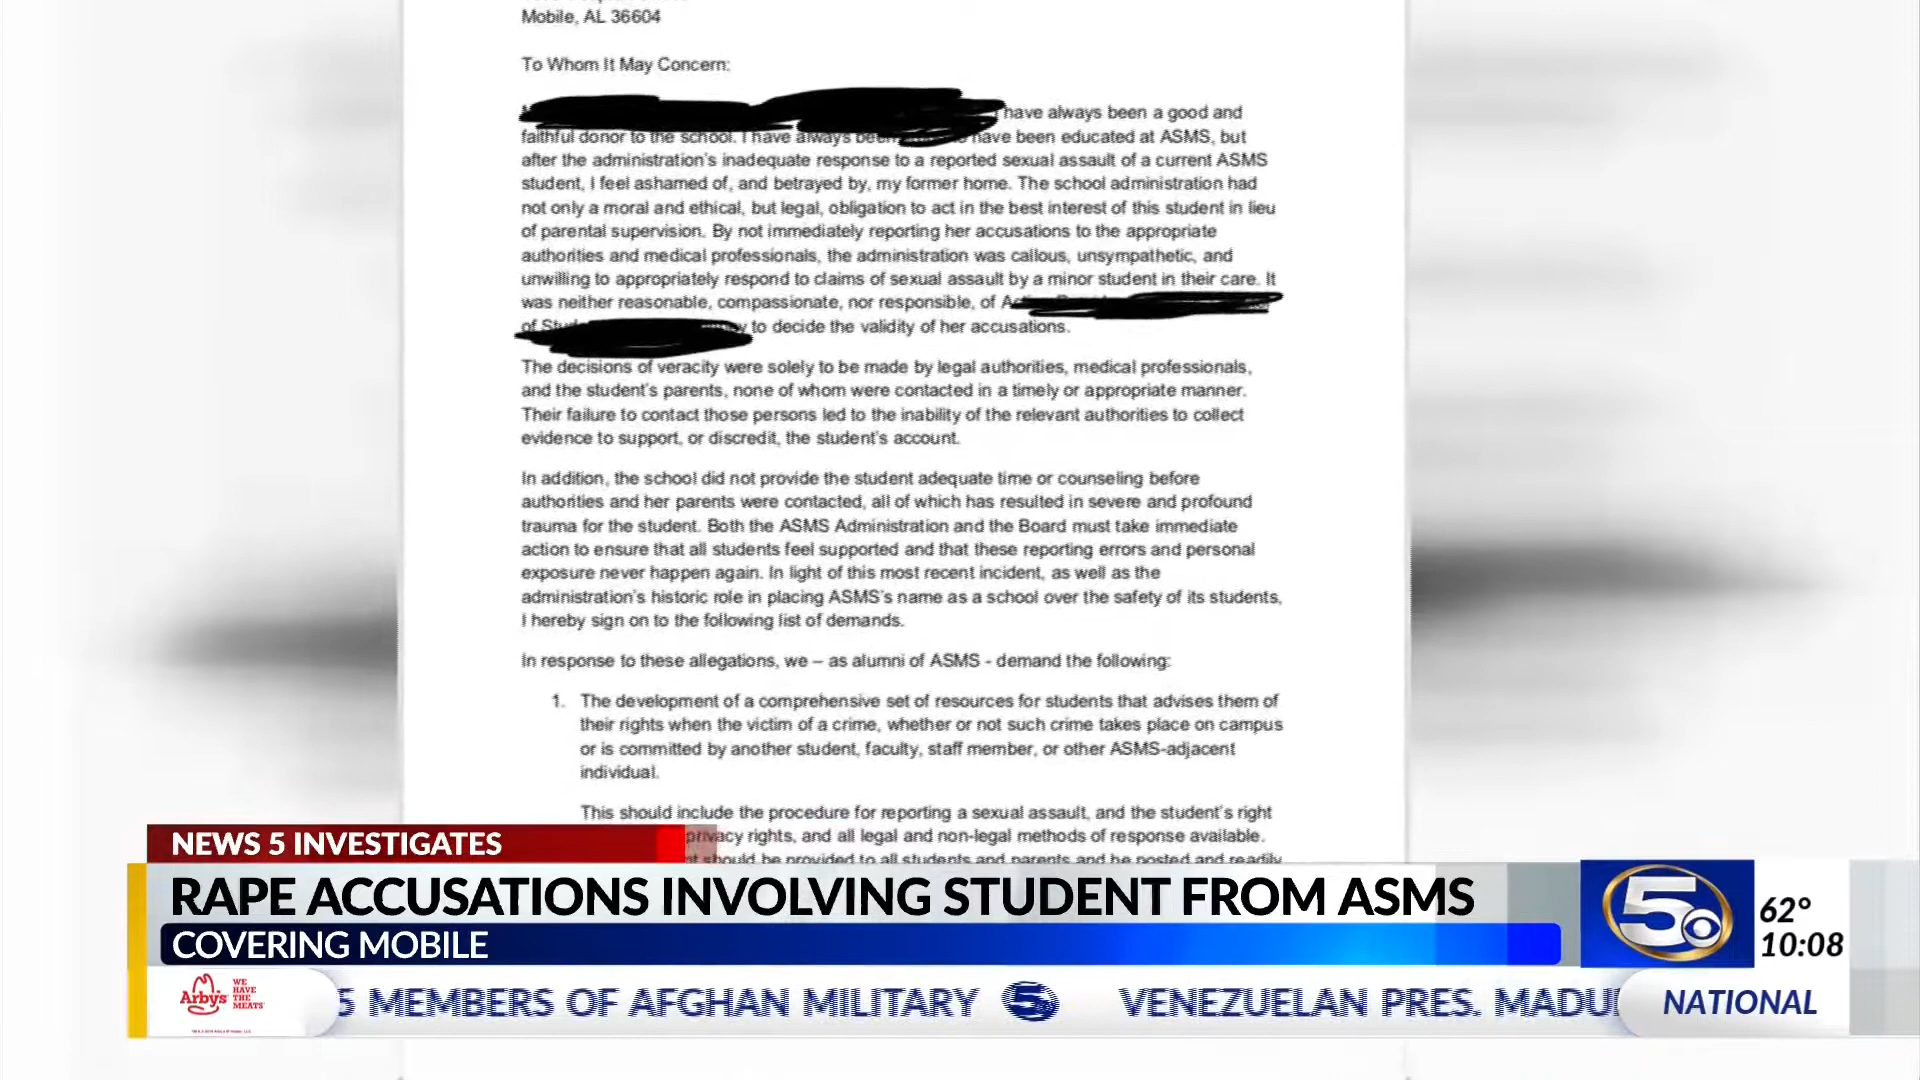 Mobile, AL 36604
To Whom It May Concern:
have always been a good and
faithful donor to the school. I have always been have been educated at ASMS, but
after the administration's inadequate response to a reported sexual assault of a current ASMS
student, I feel ashamed of, and betrayed by, my former home. The school administration had
not only a moral and ethical, but legal, obligation to act in the best interest of this student in lieu
of parental supervision. By not immediately reporting her accusations to the appropriate
authorities and medical professionals, the administration was callous, unsympathetic, and
unwilling to appropriately respond to claims of sexual assault by a minor student in their care. It
was neither reasonable, compassionate, nor responsible, of
of to decide the validity of her accusations.
The decisions of veracity were solely to be made by legal authorities, medical professionals,
and the student's parents, none of whom were contacted in a timely or appropriate manner.
Their failure to contact those persons led to the inability of the relevant authorities to collect
evidence to support, or discredit, the student's account.
In addition, the school did not provide the student adequate time or counseling before
authorities and her parents were contacted, all of which has resulted in severe and profound
trauma for the student. Both the ASMS Administration and the Board must take immediate
action to ensure that all students feel supported and that these reporting errors and personal
exposure never happen again. In light of this most recent incident, as well as the
administration's historic role in placing ASMS's name as a school over the safety of its students,
I hereby sign on to the following list of demands.
In response to these allegations, we – as alumni of ASMS - demand the following:
1. The development of a comprehensive set of resources for students that advises them of
their rights when the victim of a crime, whether or not such crime takes place on campus
or is committed by another student, faculty, staff member, or other ASMS-adjacent
individual.
This should include the procedure for reporting a sexual assault, and the student's right
privacy rights, and all legal and non-legal methods of response available.
should be provided to all students and parents and be posted and readily
NEWS 5 INVESTIGATES
RAPE ACCUSATIONS INVOLVING STUDENT FROM ASMS
COVERING MOBILE
5
62°
10:08
Arby's
WE
HAVE
THE
MEATS
5 MEMBERS OF AFGHAN MILITARY 5 VENEZUELAN PRES. MADU
NATIONAL